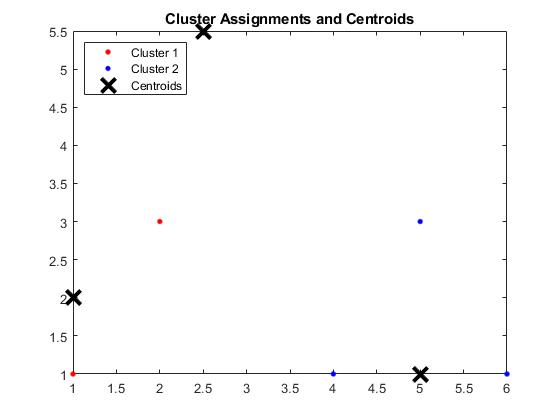 Cluster Assignments and Centroids
5.5
Cluster 1
Cluster 2
Centroids
5
4.5
4
3.5
3
2.5
2
1.5
1
1 1.5 2 2.5 3 3.5 4 4.5 5 5.5 6